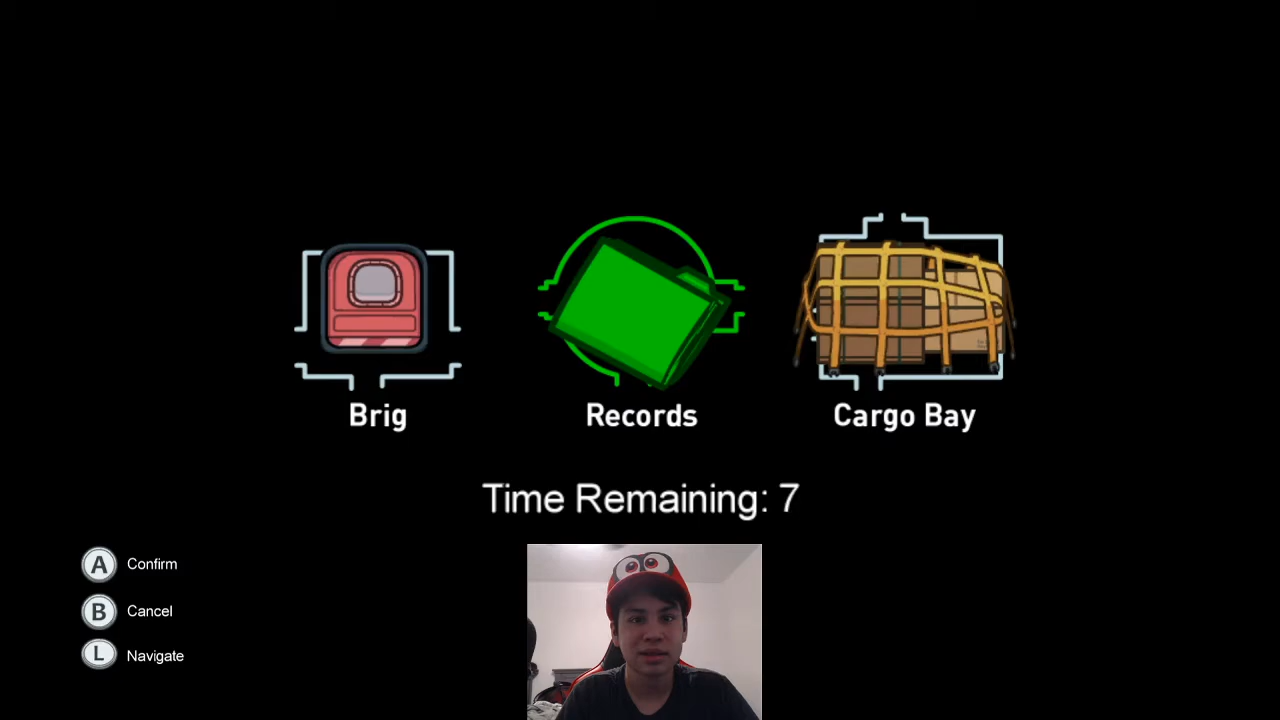 Brig
Records
Cargo Bay
Time Remaining: 7
A Confirm
B Cancel
L Navigate